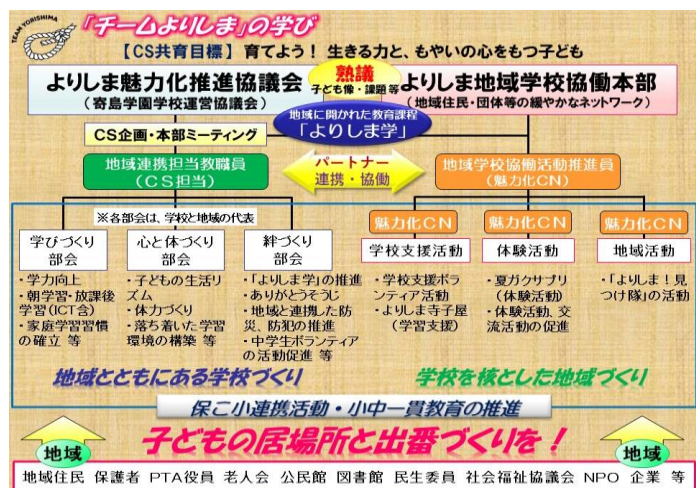 TEAM YORISHIMA
「チームよりしま」の学び
【CS共育目標】 育てよう！ 生きる力と、もやいの心をもつ子ども
よりしま魅力化推進協議会
（寄島学園学校運営協議会）
熟議
子ども像・課題 等
よりしま地域学校協働本部
（地域住民・団体等の緩やかなネットワーク）
地域に開かれた教育課程
「よりしま学」
CS企画・本部ミーティング
地域連携担当教職員
（CS担当）
パートナー
連携・協働
地域学校協働活動推進員
（魅力化CN）
※各部会は、学校と地域の代表
学びづくり
部会
・学力向上
・朝学習・放課後
学習（ICT含）
・家庭学習習慣
の確立 等
心と体づくり
部会
・子どもの生活リ
ズム
・体力づくり
・落ち着いた学習
環境の構築 等
絆づくり
部会
・「よりしま学」の推進
・ありがとうそうじ
・地域と連携した防
災、防犯の推進
・中学生ボランティア
の活動促進 等
魅力化CN
学校支援活動
・学校支援ボラ
ンティア活動
・よりしま寺子屋
（学習支援）
魅力化CN
体験活動
・夏ガクサプリ
（体験活動）
・体験活動、交
流活動の促進
魅力化CN
地域活動
・「よりしま！見
つけ隊」の活動
地域とともにある学校づくり
学校を核とした地域づくり
保こ小連携活動・小中一貫教育の推進
子どもの居場所と出番づくりを！
地域
地域
地域住民 保護者 PTA役員 老人会 公民館 図書館 民生委員 社会福祉協議会 NPO 企業 等